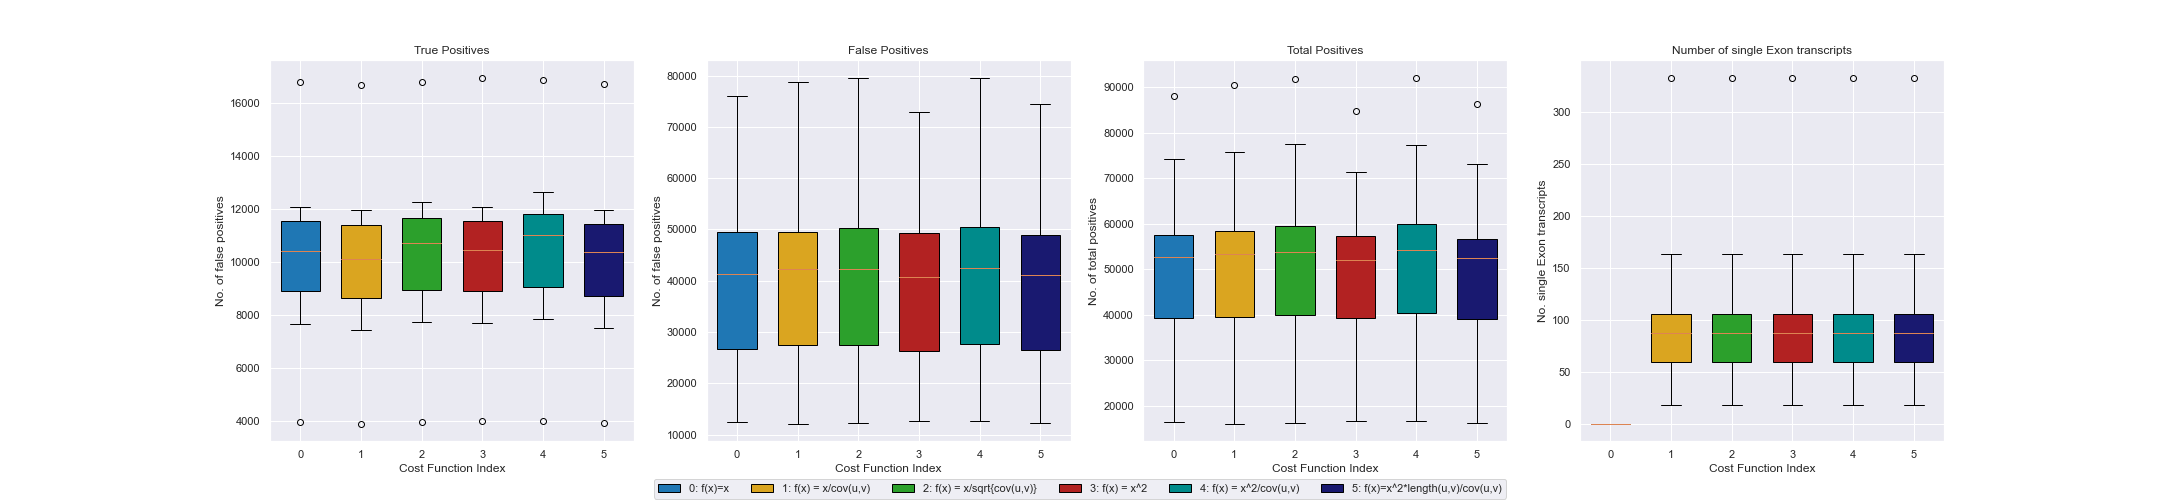 True Positives
No. of false positives
16000
14000
12000
10000
8000
6000
4000
0 1 2 3 4 5
Cost Function Index
False Positives
No. of false positives
80000
70000
60000
50000
40000
30000
20000
10000
0 1 2 3 4 5
Cost Function Index
Total Positives
No. of total positives
90000
80000
70000
60000
50000
40000
30000
20000
0 1 2 3 4 5
Cost Function Index
Number of single Exon transcripts
No. single Exon transcripts
300
250
200
150
100
50
0
0 1 2 3 4 5
Cost Function Index
0: f(x)=x 1: f(x) = x/cov(u,v) 2: f(x) = x/sqrt{cov(u,v)} 3: f(x) = x^2 4: f(x) = x^2/cov(u,v) 5: f(x)=x^2*length(u,v)/cov(u,v)